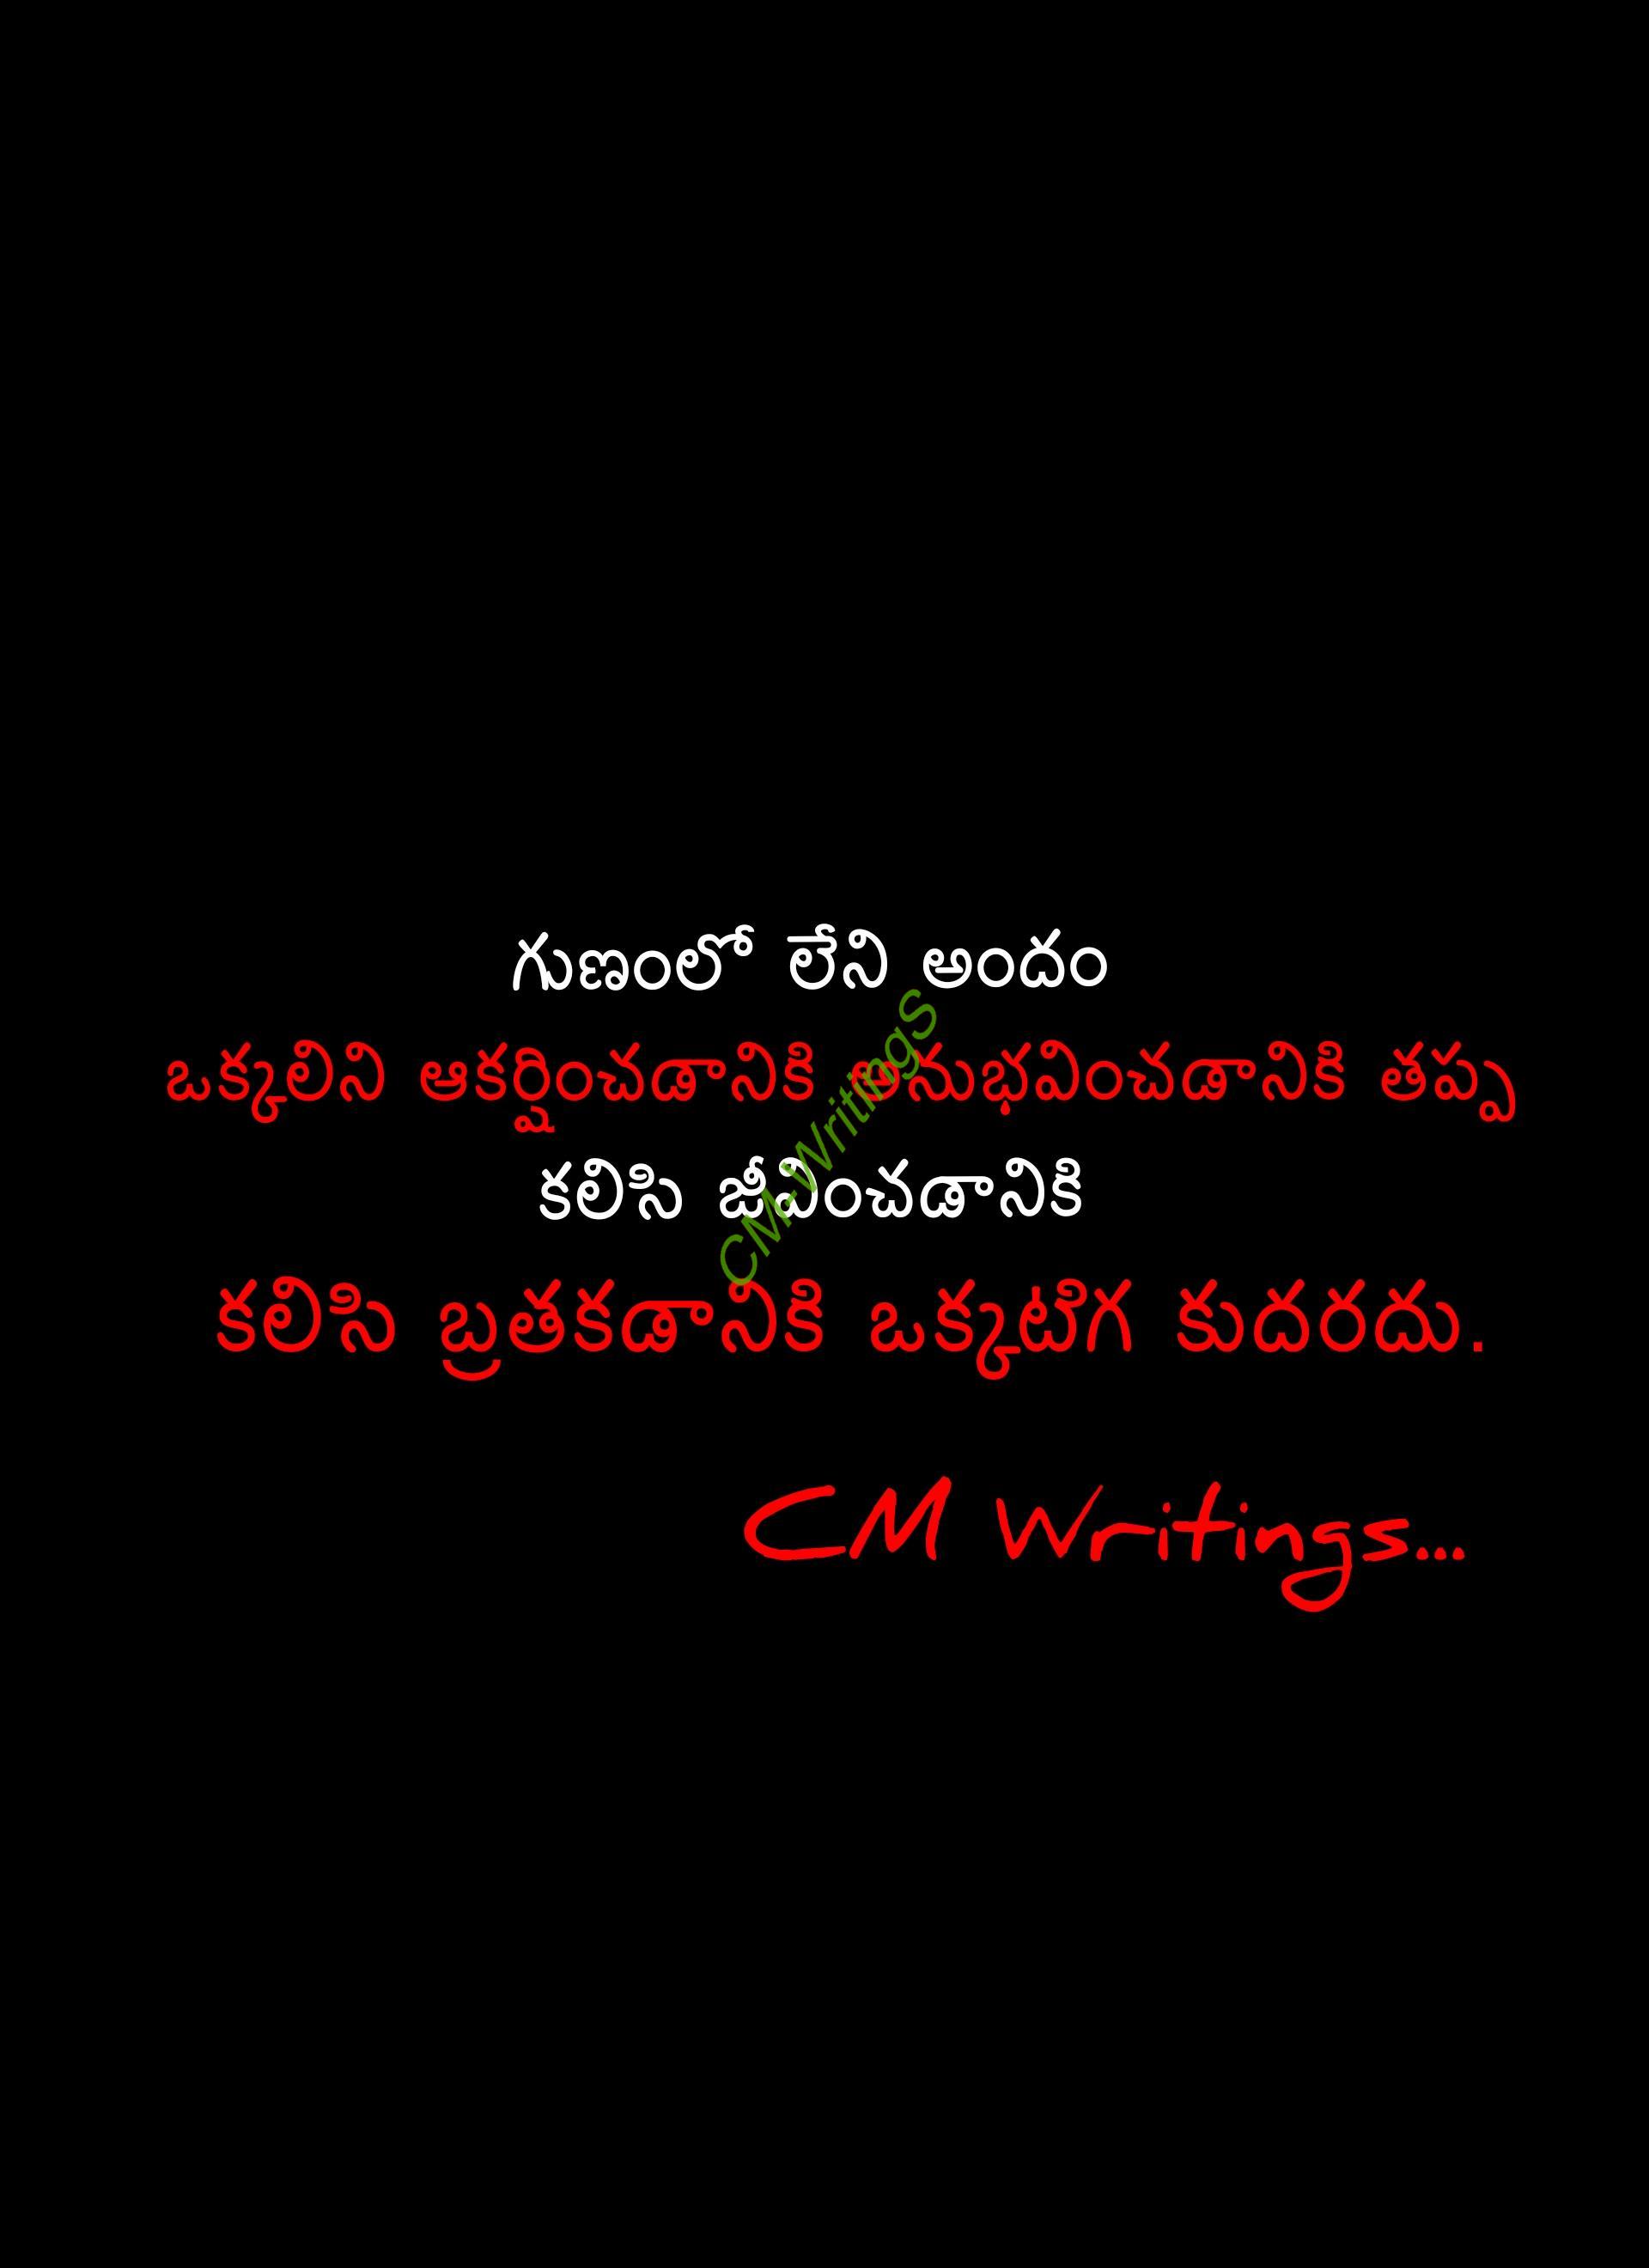 గుణంలో లేని అందం
ఒక్కలిని ఆకర్షించడానికి అనుభవించడానికి తప్ప
కలిసి జీవించడానికి
కలిసి బ్రతకడానికి ఒక్కటిగ కుదరదు.
CM Writings
CM Writings...